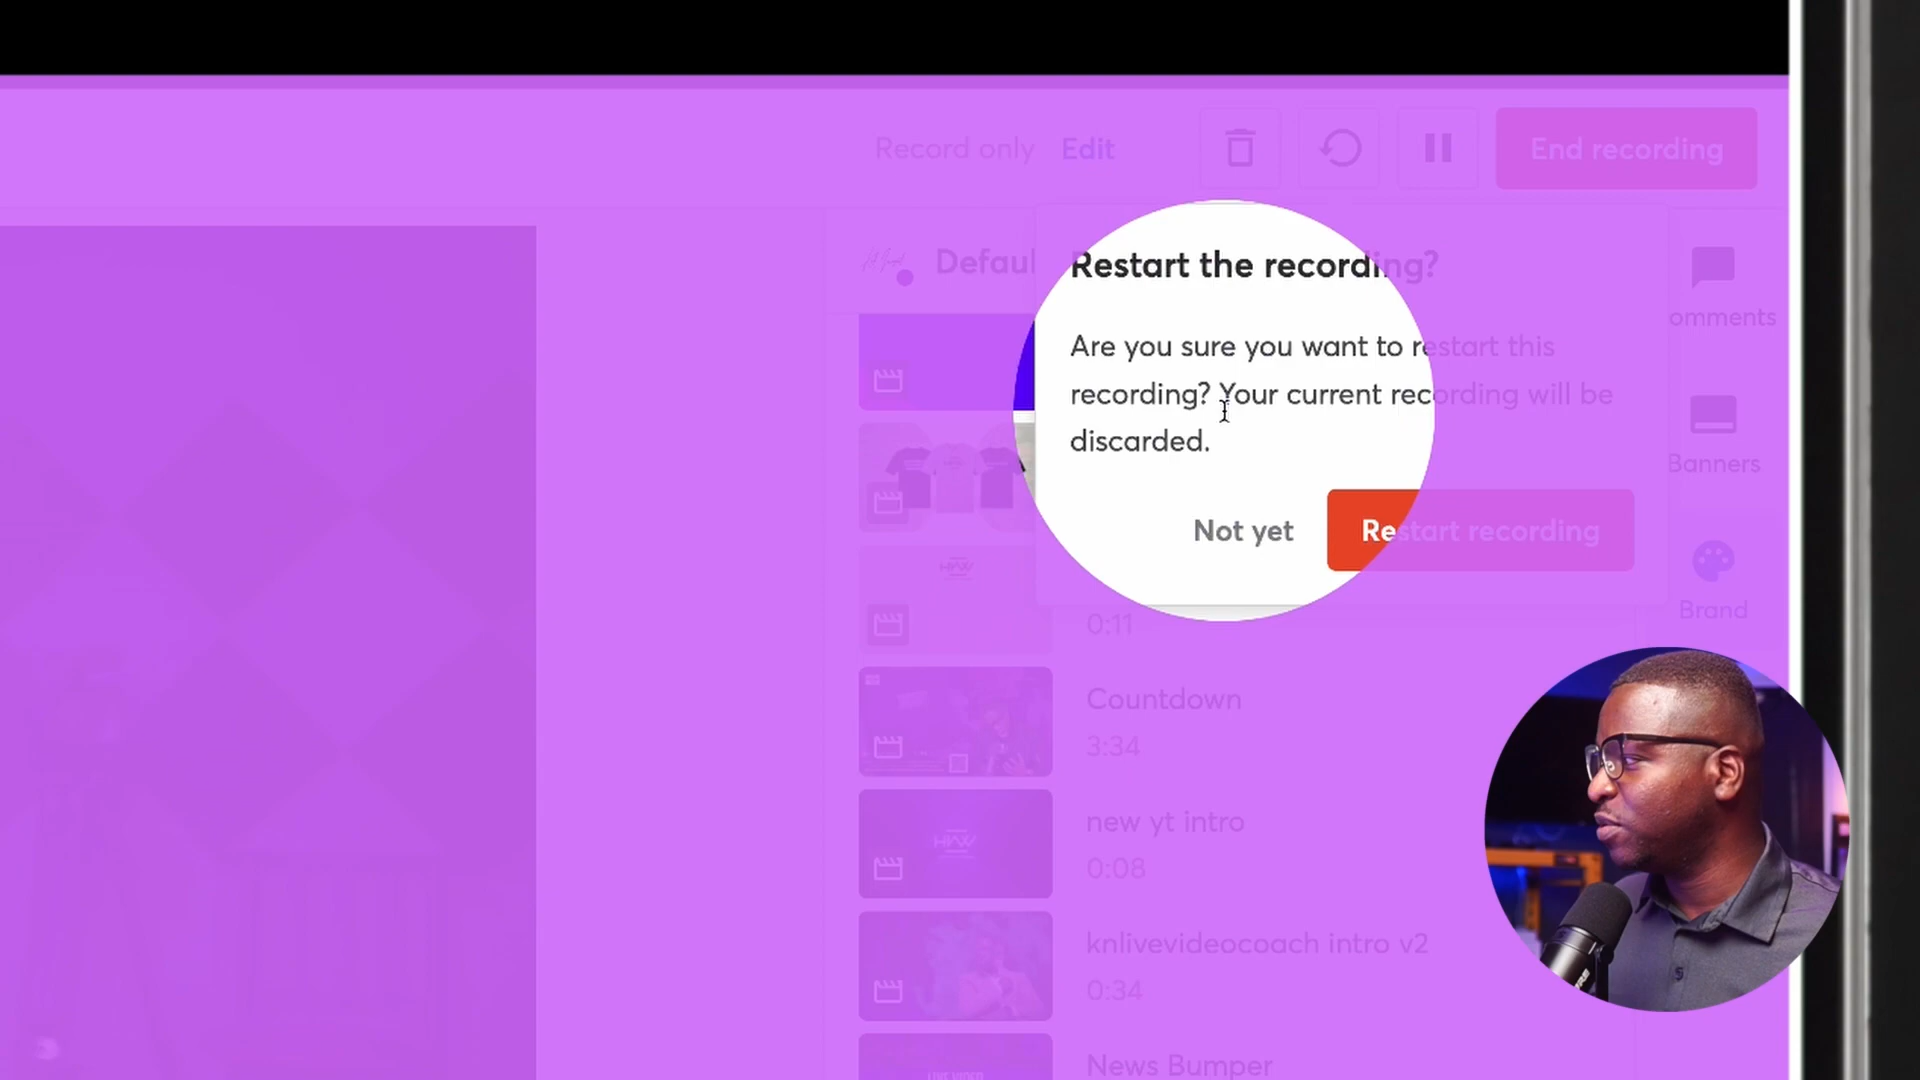 Record only Edit End recording
Defaul
Restart the recording?
Are you sure you want to restart this
recording? Your current recording will be
discarded.
Not yet Restart recording
omments
Banners
Brand
0:11
Countdown
3:34
new yt intro
0:08
knlivevideocoach intro v2
0:34
News Bumper
LIVE VIDEO